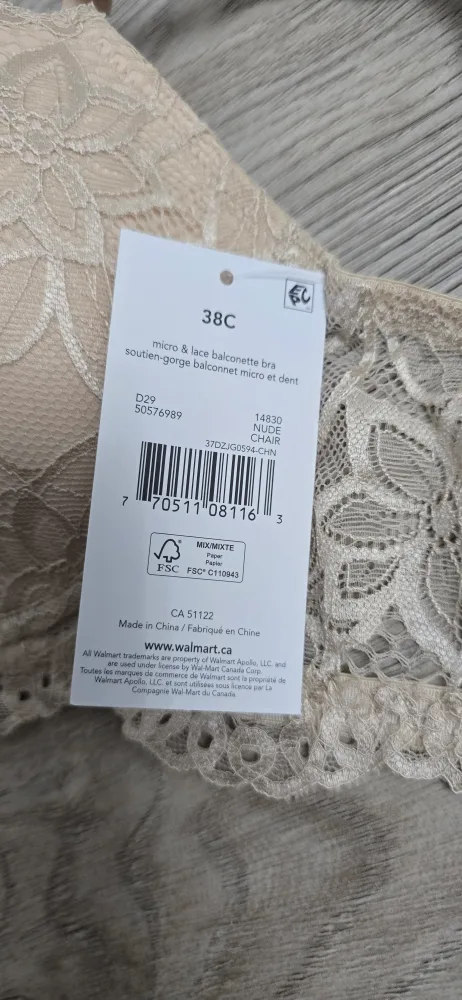 38C
micro & lace balconette bra
soutien-gorge balconnet micro et dent
D29
50576989
14830
NUDE
CHAIR
37DZJG0594-CHN
7 70511 08116 3
MIX/MIXTE
Paper
Papier
FSC
FSC® C110943
CA 51122
Made in China / Fabriqué en Chine
www.walmart.ca
All Walmart trademarks are property of Walmart Apollo, LLC. and
are used under license by Wal-Mart Canada Corp.
Toutes les marques de commerce de Walmart sont la propriété de
Walmart Apollo, LLC. et sont utilisées sous licence par La
Compagnie Wal-Mart du Canada.